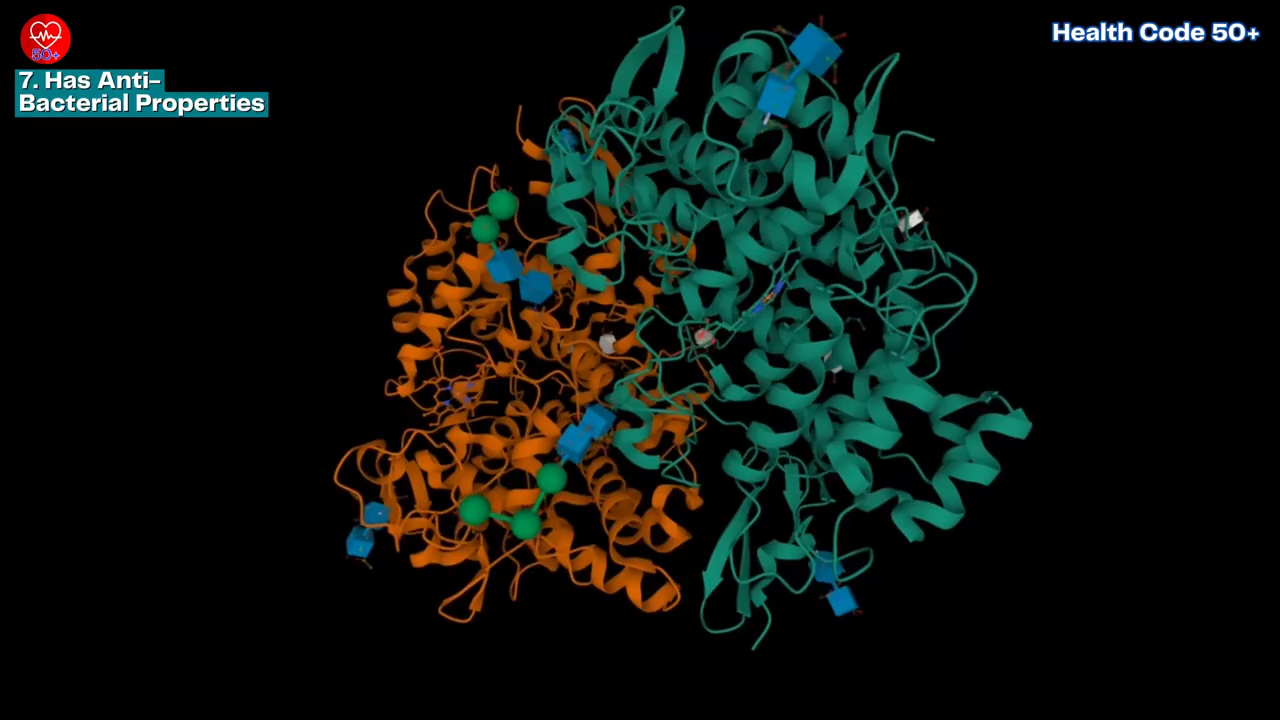 50+
7. Has Anti-
Bacterial Properties
Health Code 50+